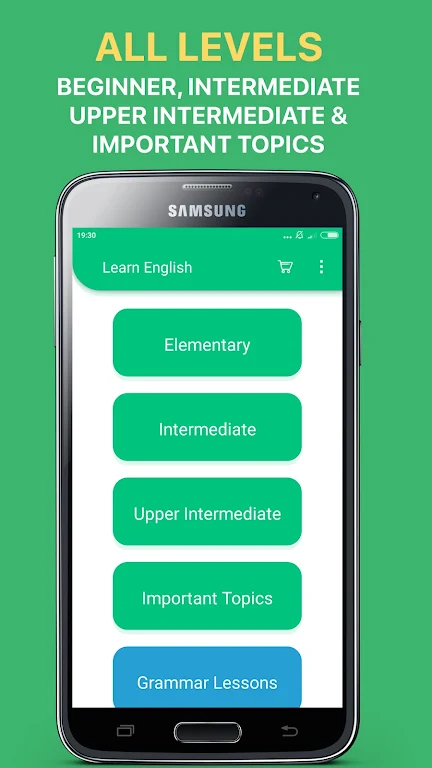 ALL LEVELS
BEGINNER, INTERMEDIATE
UPPER INTERMEDIATE &
IMPORTANT TOPICS
SAMSUNG
19:30
Learn English
Elementary
Intermediate
Upper Intermediate
Important Topics
Grammar Lessons